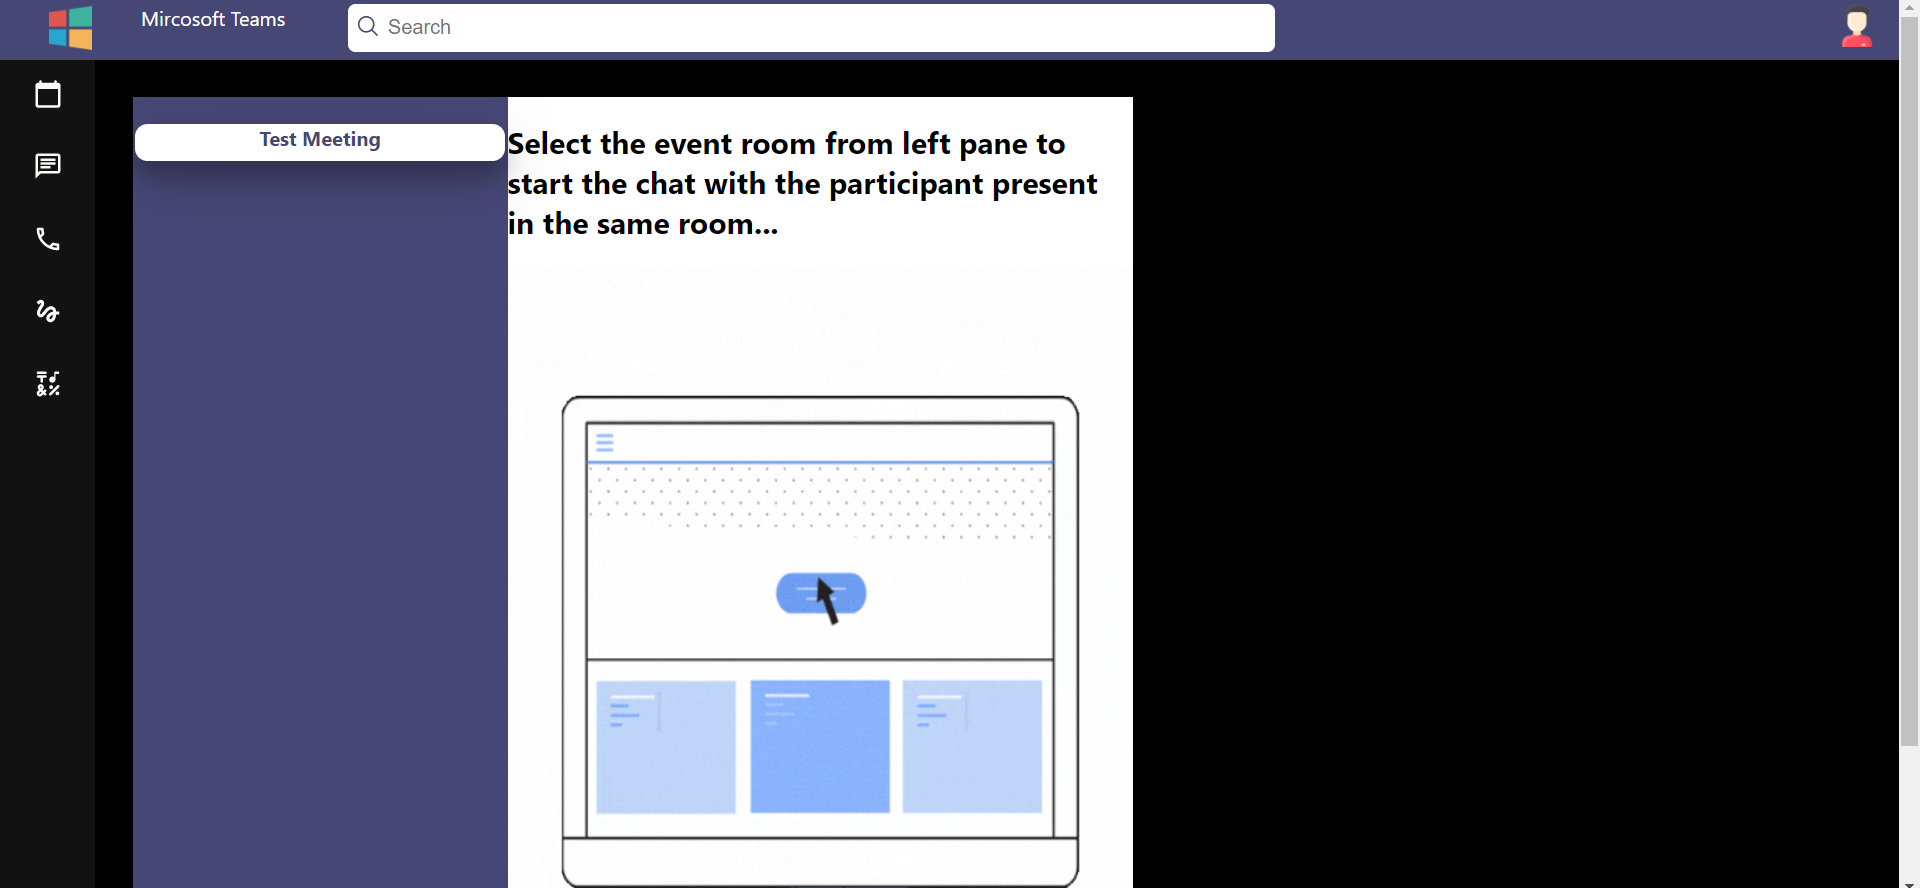 Mircosoft Teams
Search
Test Meeting
Select the event room from left pane to
start the chat with the participant present
in the same room...